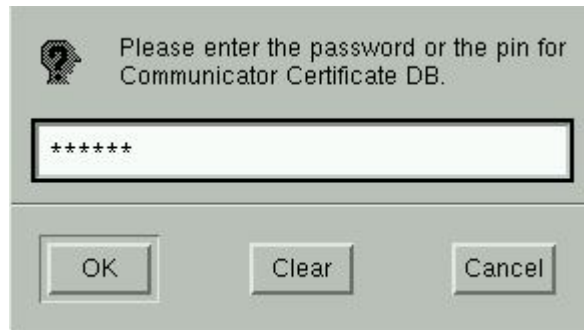 Please enter the password or the pin for
Communicator Certificate DB.
******
OK
Clear
Cancel